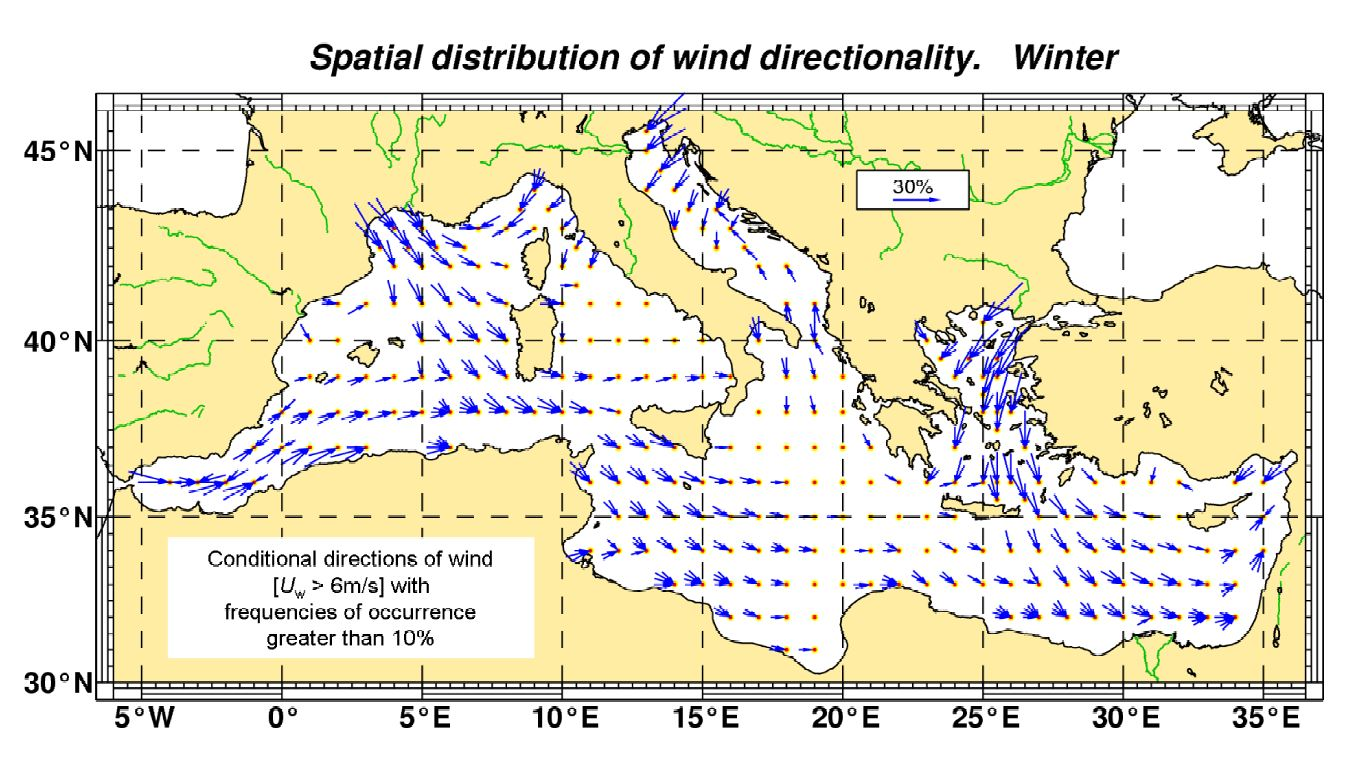 Spatial distribution of wind directionality. Winter
45°N
30%
40°N
35°N
Conditional directions of wind
[Uw > 6m/s] with
frequencies of occurrence
greater than 10%
30°N
5°W 0° 5°E 10°E 15°E 20°E 25°E 30°E 35°E